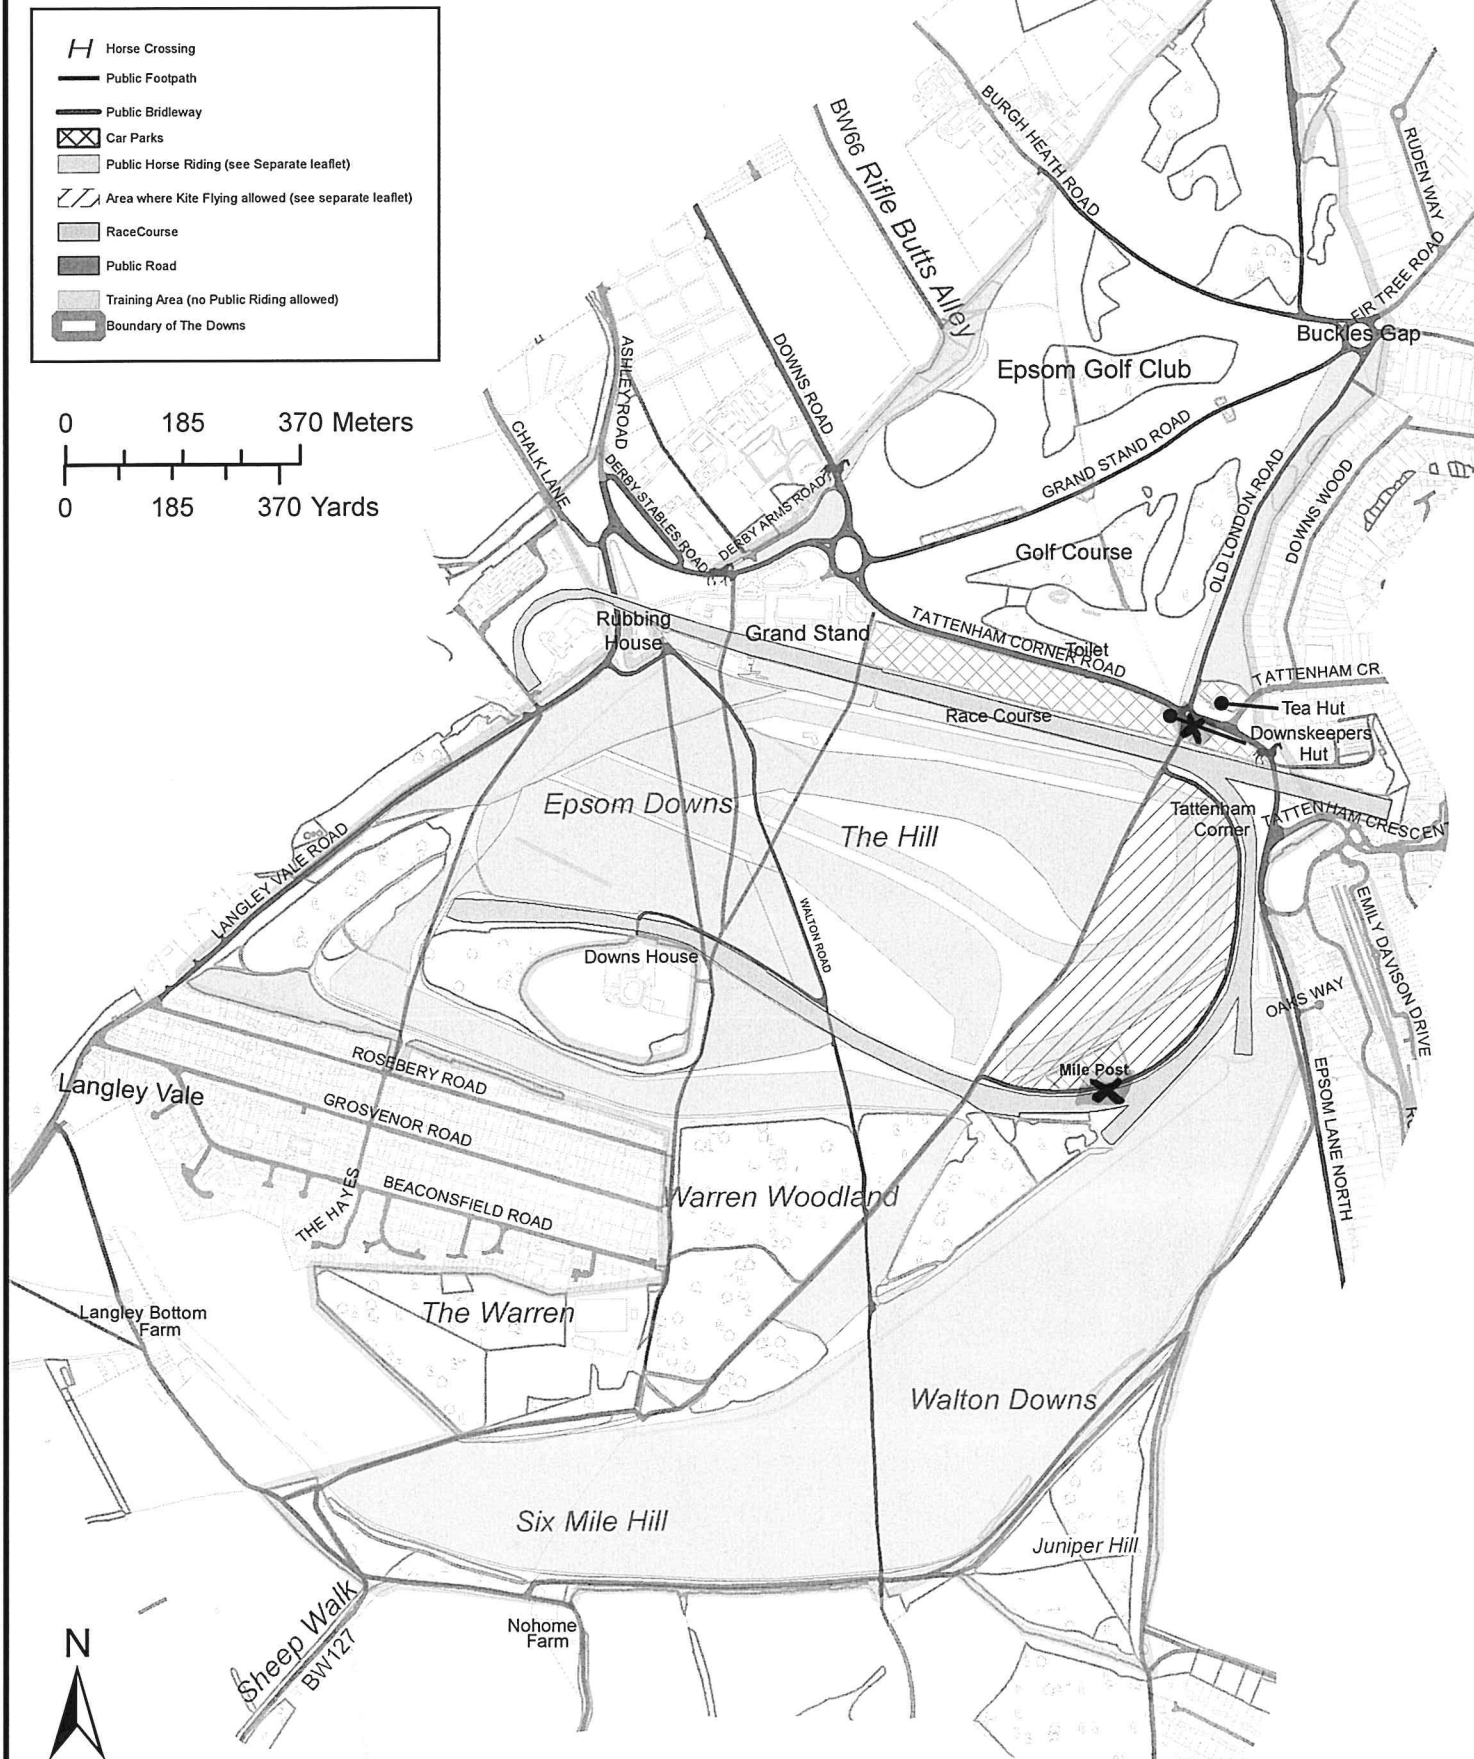 Horse Crossing
Public Footpath
Public Bridleway
Car Parks
Public Horse Riding (see Separate leaflet)
Area where Kite Flying allowed (see separate leaflet)
RaceCourse
Public Road
Training Area (no Public Riding allowed)
Boundary of The Downs
0 185 370 Meters
0 185 370 Yards
BURGH HEATH ROAD
BW66 Rifle Butts Alley
RUDEN WAY
FIR TREE ROAD
Buckles Gap
Epsom Golf Club
ASHLEY ROAD
DOWNS ROAD
CHALK LANE
DERBY STABLES ROAD
DERBY ARMS ROAD
GRAND STAND ROAD
OLD LONDON ROAD
DOWNS WOOD
Golf Course
Rubbing
House
Grand Stand
TATTENHAM CORNER ROAD
Toilet
TATTENHAM CR
Tea Hut
Race Course
Downskeepers
Hut
Epsom Downs
The Hill
Tattenham
Corner
TATTENHAM CRESCENT
LANGLEY VALE ROAD
WALTON ROAD
EMILY DAVISON DRIVE
Downs House
OAKS WAY
Mile Post
EPSOM LANE NORTH
Langley Vale
ROSEBERY ROAD
GROSVENOR ROAD
BEACONSFIELD ROAD
THE HAYES
Warren Woodland
Langley Bottom
Farm
The Warren
Walton Downs
Six Mile Hill
Juniper Hill
Sheep Walk
BW127
Nohome
Farm
N